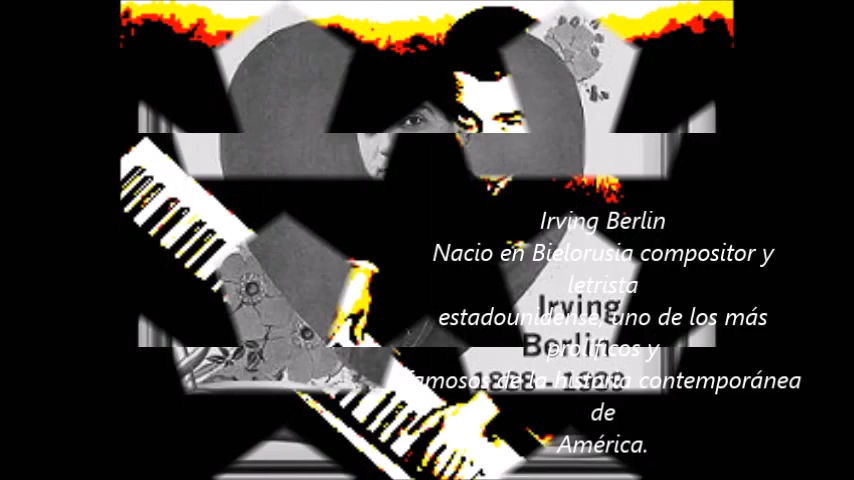 Irving Berlin
Nacio en Bielorusia compositor y
letrista
estadounidense, uno de los más
prolíficos y
famosos de la historia contemporánea
de
América.
Irving
Berlin